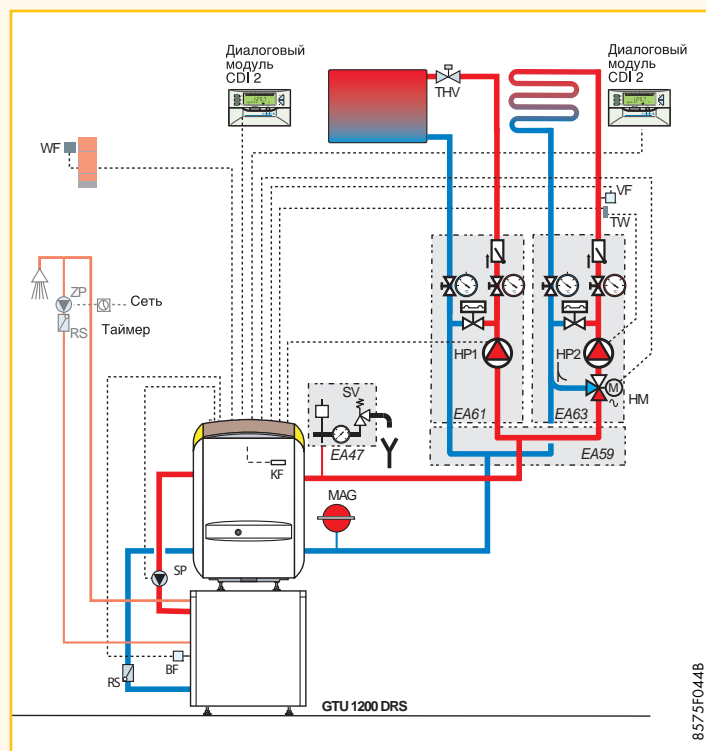 Диалоговый
модуль
CDI 2
Диалоговый
модуль
CDI 2
THV
WF
VF
TW
ZP
Сеть
RS
Таймер
HP1
HP2
M
HM
SV
EA61
EA63
EA47
EA59
KF
MAG
SP
BF
RS
GTU 1200 DRS
8575F044B